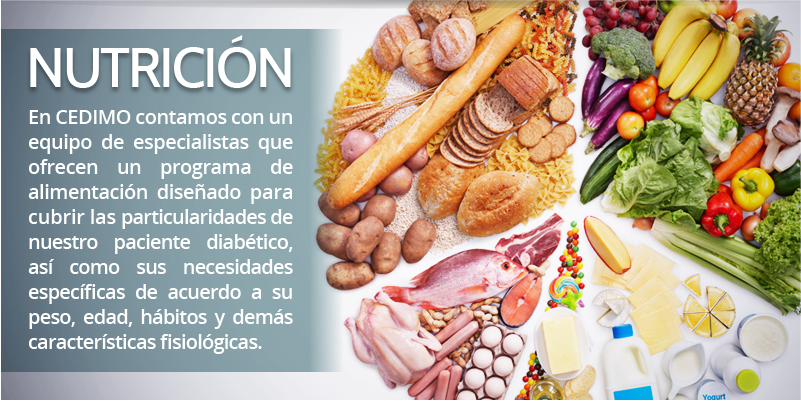 NUTRICIÓN
En CEDIMO contamos con un
equipo de especialistas que
ofrecen un programa de
alimentación diseñado para
cubrir las particularidades de
nuestro paciente diabético,
así como sus necesidades
específicas de acuerdo a su
peso, edad, hábitos y demás
características fisiológicas.
Yogurt